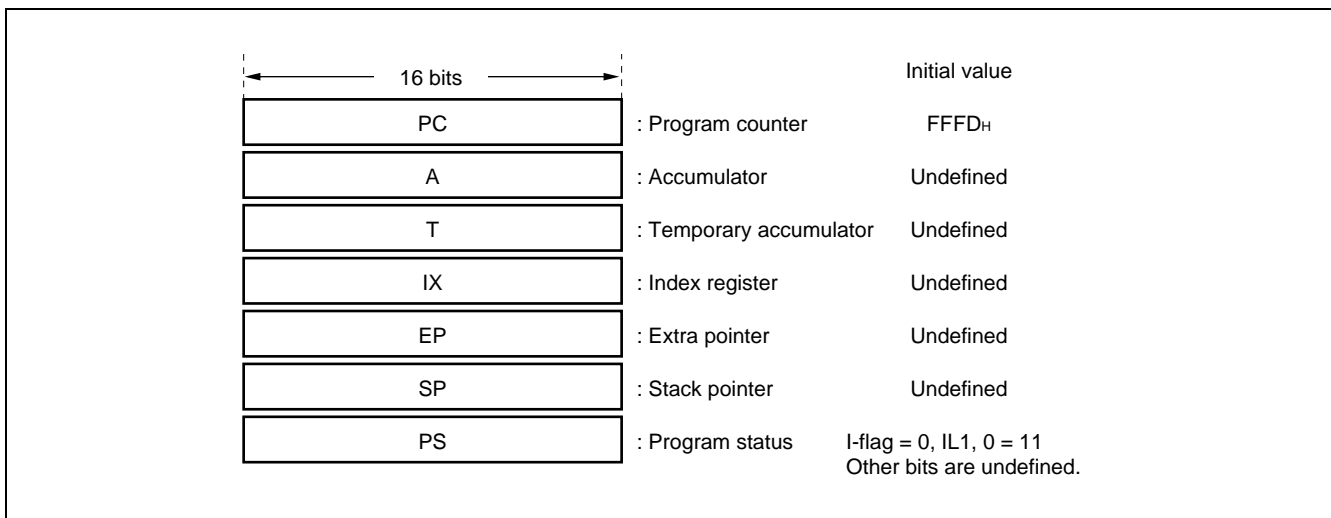 16 bits Initial value
PC : Program counter FFFDH
A : Accumulator Undefined
T : Temporary accumulator Undefined
IX : Index register Undefined
EP : Extra pointer Undefined
SP : Stack pointer Undefined
PS : Program status I-flag = 0, IL1, 0 = 11
Other bits are undefined.